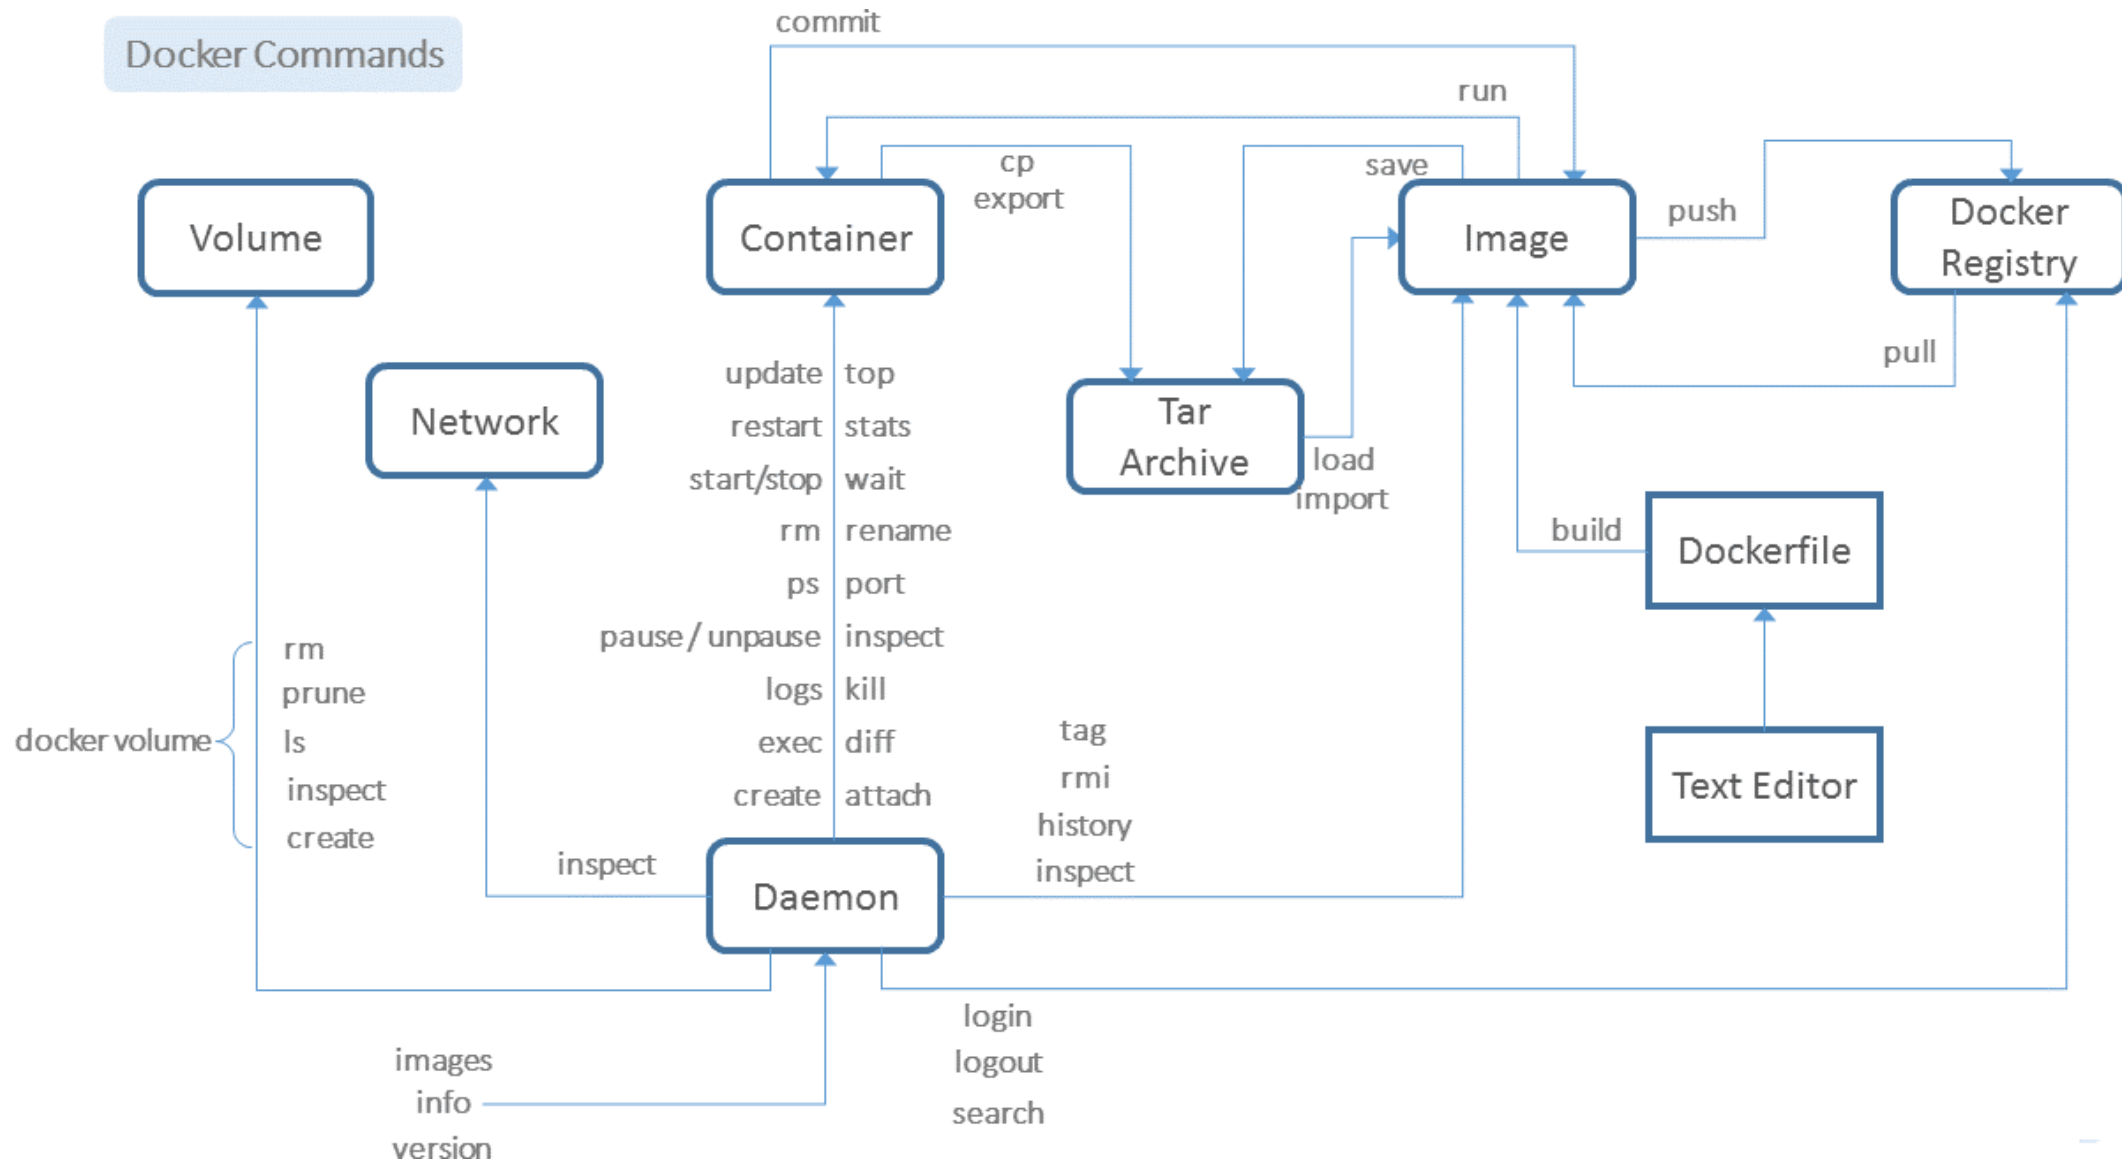 Docker Commands
commit
run
cp
export
save
Volume
Container
Image
push
Docker
Registry
pull
Network
Tar
Archive
load
import
update top
restart stats
start/stop wait
rm rename
ps port
pause / unpause inspect
logs kill
exec diff
create attach
build
Dockerfile
Text Editor
docker volume
rm
prune
ls
inspect
create
tag
rmi
history
inspect
inspect
Daemon
login
logout
search
images
info
version